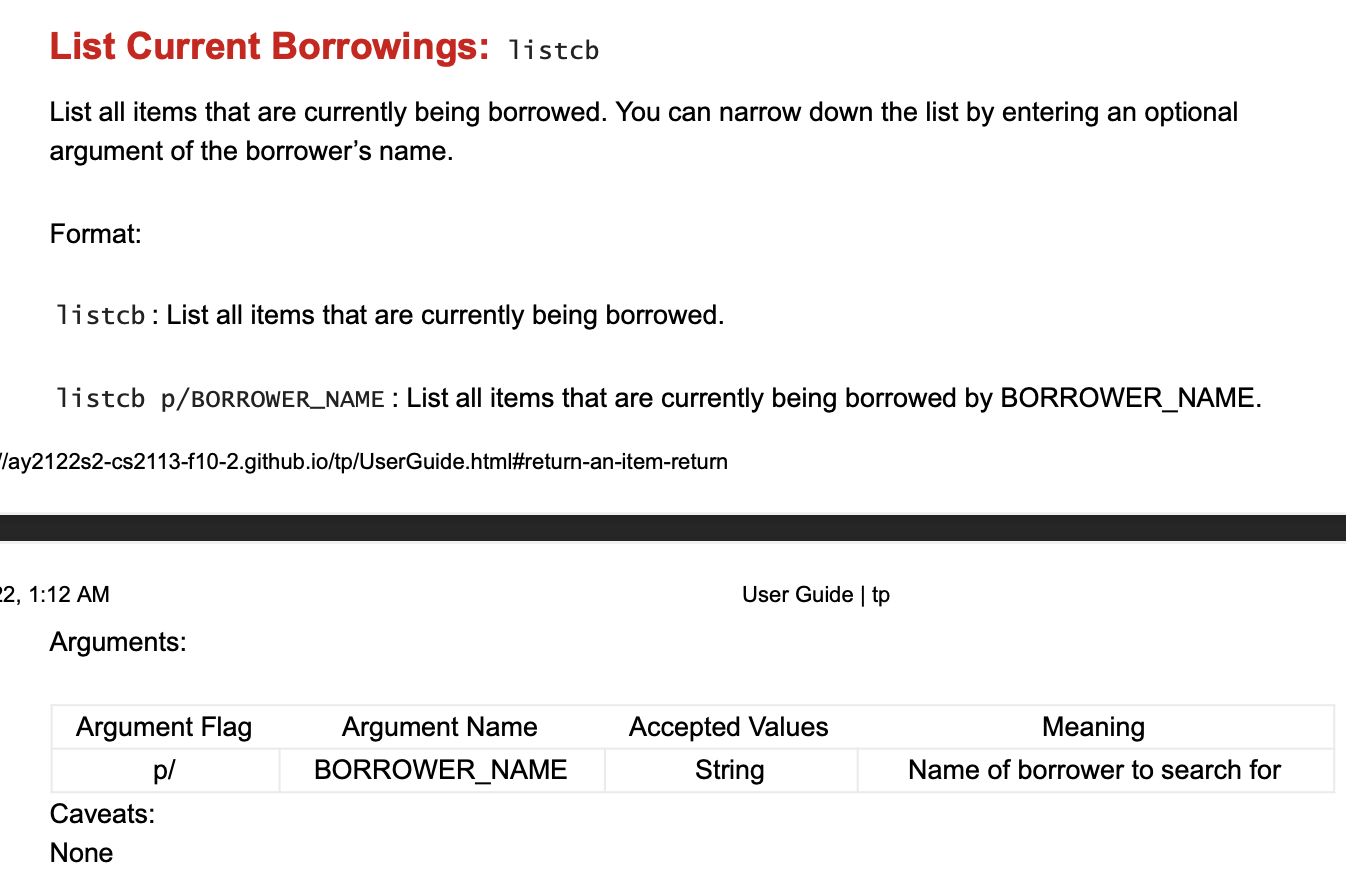 List Current Borrowings: listcb
List all items that are currently being borrowed. You can narrow down the list by entering an optional
argument of the borrower’s name.
Format:
listcb : List all items that are currently being borrowed.
listcb p/BORROWER_NAME : List all items that are currently being borrowed by BORROWER_NAME.
//ay2122s2-cs2113-f10-2.github.io/tp/UserGuide.html#return-an-item-return
22, 1:12 AM User Guide | tp
Arguments:
Argument Flag Argument Name Accepted Values Meaning
p/ BORROWER_NAME String Name of borrower to search for
Caveats:
None